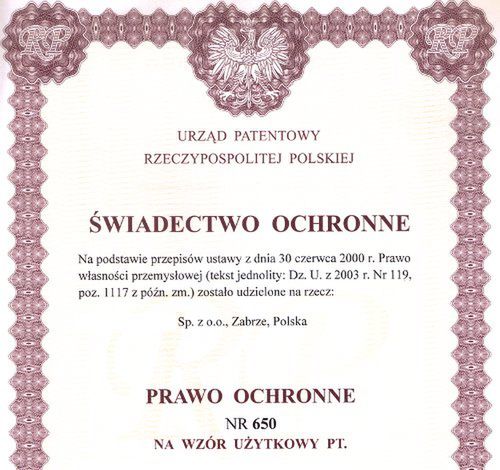 RP
RP
URZĄD PATENTOWY
RZECZYPOSPOLITEJ POLSKIEJ
ŚWIADECTWO OCHRONNE
Na podstawie przepisów ustawy z dnia 30 czerwca 2000 r. Prawo
własności przemysłowej (tekst jednolity: Dz. U. z 2003 r. Nr 119,
poz. 1117 z późn. zm.) zostało udzielone na rzecz:
Sp. z o.o., Zabrze, Polska
PRAWO OCHRONNE
NR 650
NA WZÓR UŻYTKOWY PT.